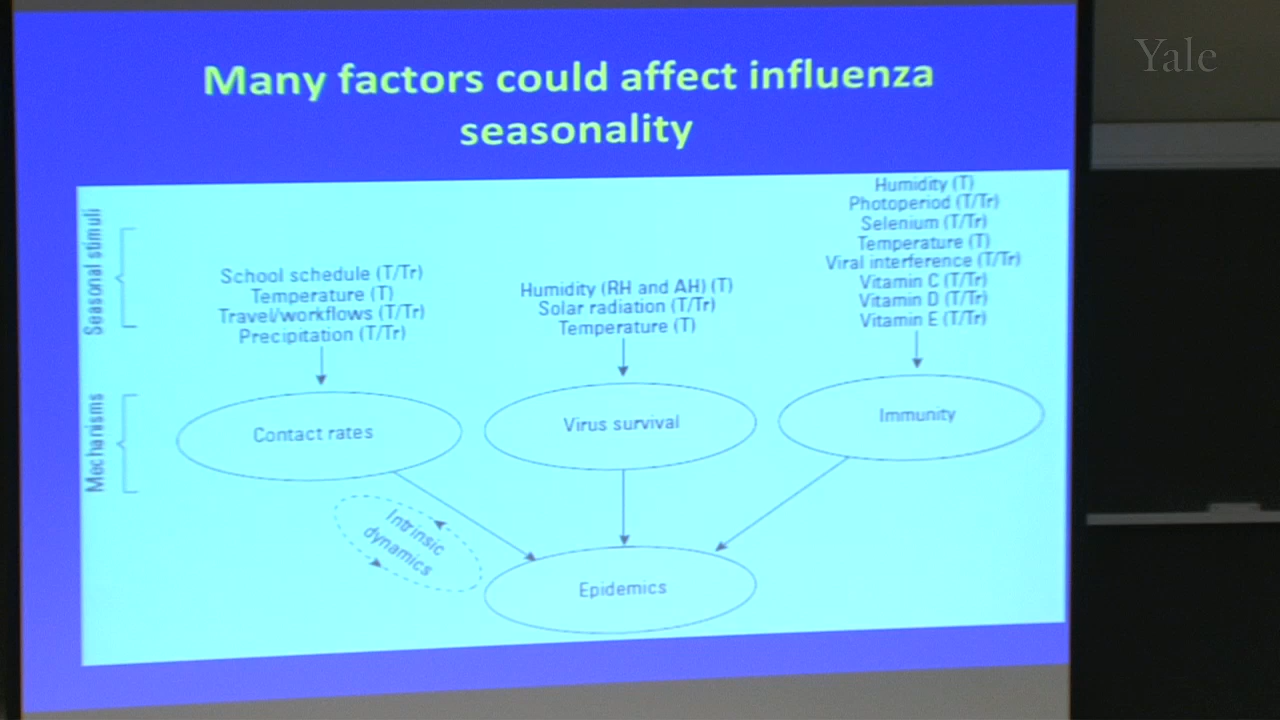 Yale
Many factors could affect influenza
seasonality
Seasonal stimuli
School schedule (T/Tr)
Temperature (T)
Travel/workflows (T/Tr)
Precipitation (T/Tr)
Humidity (RH and AH) (T)
Solar radiation (T/Tr)
Temperature (T)
Humidity (T)
Photoperiod (T/Tr)
Selenium (T/Tr)
Temperature (T)
Viral interference (T/Tr)
Vitamin C (T/Tr)
Vitamin D (T/Tr)
Vitamin E (T/Tr)
Mechanisms
Contact rates
Virus survival
Immunity
Intrinsic
dynamics
Epidemics